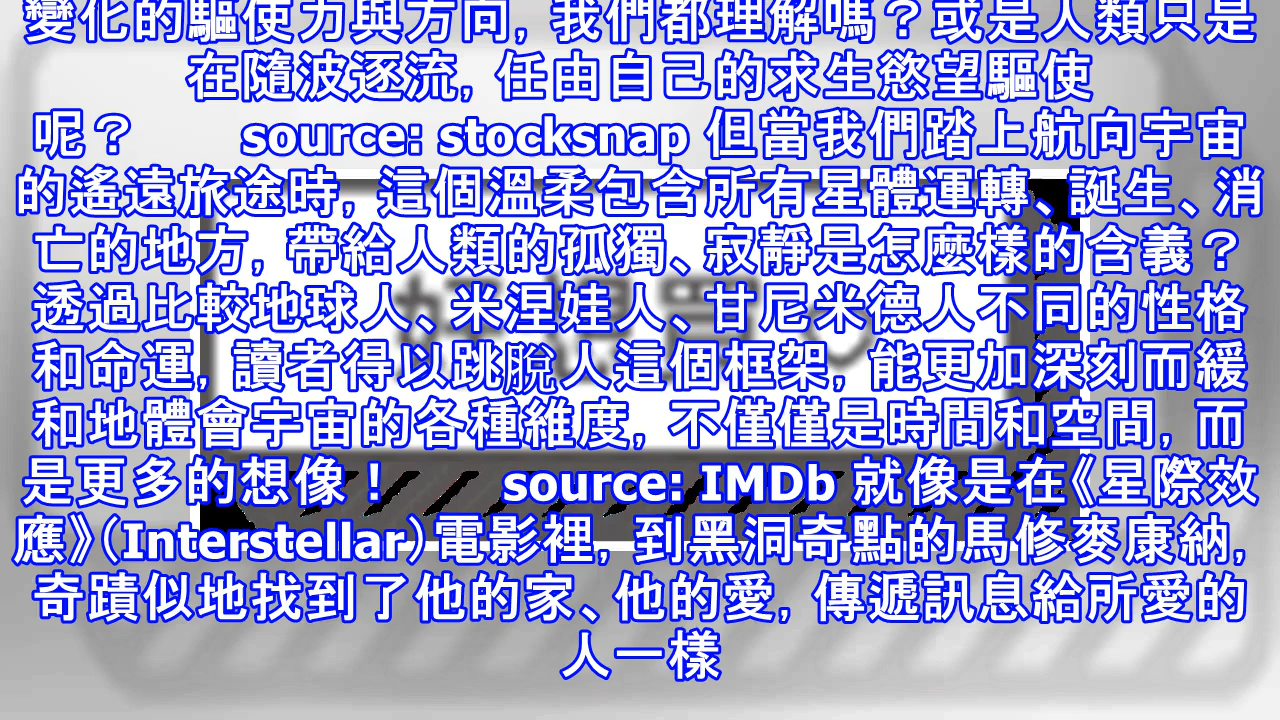 變化的驅使力與方向, 我們都理解嗎？或是人類只是
在隨波逐流, 任由自己的求生慾望驅使
呢？ source: stocksnap 但當我們踏上航向宇宙
的遙遠旅途時, 這個溫柔包含所有星體運轉、誕生、消
亡的地方, 帶給人類的孤獨、寂靜是怎麼樣的含義？
透過比較地球人、米涅娃人、甘尼米德人不同的性格
和命運, 讀者得以跳脫人這個框架, 能更加深刻而緩
和地體會宇宙的各種維度, 不僅僅是時間和空間, 而
是更多的想像！ source: IMDb 就像是在《星際效
應》(Interstellar)電影裡, 到黑洞奇點的馬修麥康納,
奇蹟似地找到了他的家、他的愛, 傳遞訊息給所愛的
人一樣